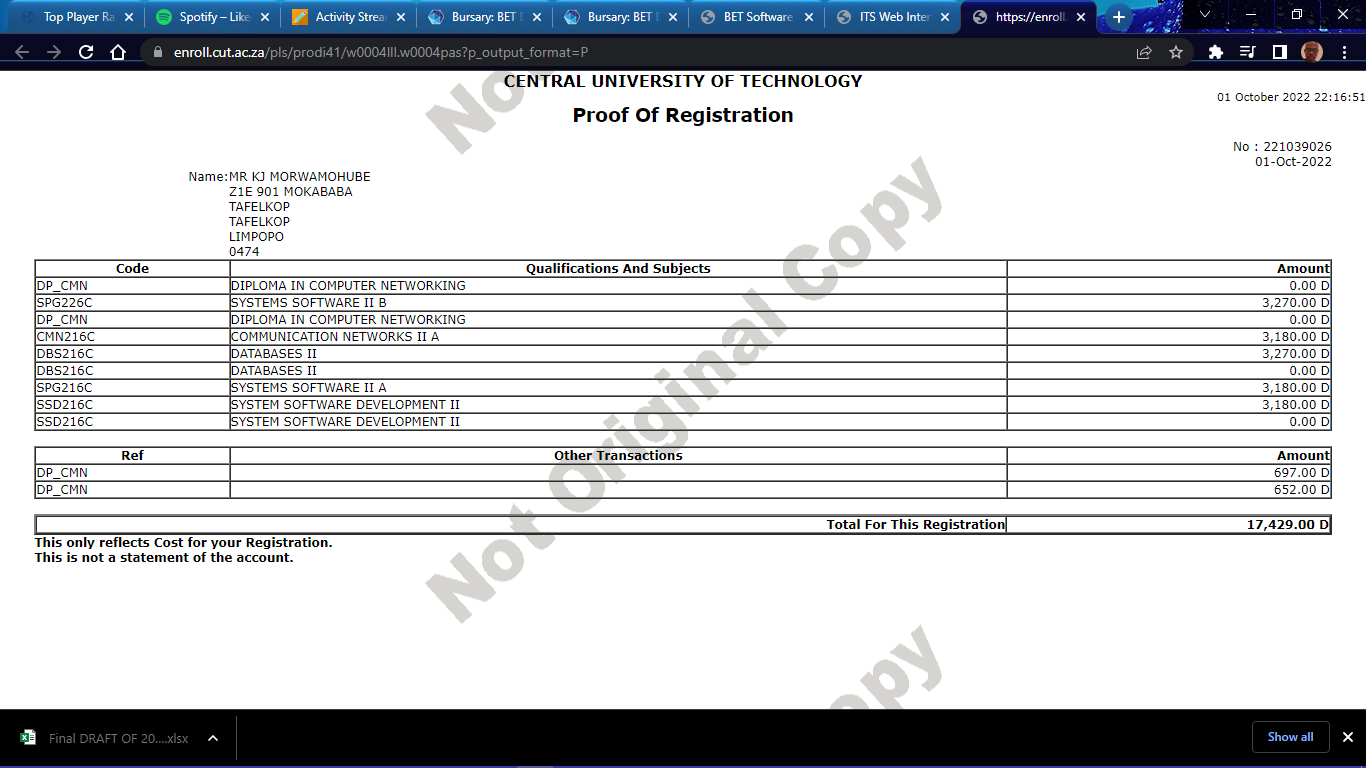 Top Player Ra
Spotify – Like
Activity Strea
Bursary: BET D
Bursary: BET D
BET Software
ITS Web Inter
https://enroll.
enroll.cut.ac.za/pls/prodi41/w0004lll.w0004pas?p_output_format=P
CENTRAL UNIVERSITY OF TECHNOLOGY
01 October 2022 22:16:51
Proof Of Registration
No : 221039026
01-Oct-2022
Name:MR KJ MORWAMOHUBE
Z1E 901 MOKABABA
TAFELKOP
TAFELKOP
LIMPOPO
0474
Code Qualifications And Subjects Amount
DP_CMN DIPLOMA IN COMPUTER NETWORKING 0.00 D
SPG226C SYSTEMS SOFTWARE II B 3,270.00 D
DP_CMN DIPLOMA IN COMPUTER NETWORKING 0.00 D
CMN216C COMMUNICATION NETWORKS II A 3,180.00 D
DBS216C DATABASES II 3,270.00 D
DBS216C DATABASES II 0.00 D
SPG216C SYSTEMS SOFTWARE II A 3,180.00 D
SSD216C SYSTEM SOFTWARE DEVELOPMENT II 3,180.00 D
SSD216C SYSTEM SOFTWARE DEVELOPMENT II 0.00 D
Ref Other Transactions Amount
DP_CMN 697.00 D
DP_CMN 652.00 D
Total For This Registration 17,429.00 D
This only reflects Cost for your Registration.
This is not a statement of the account.
No
Not Original Copy
opy
Final DRAFT OF 20....xlsx
Show all